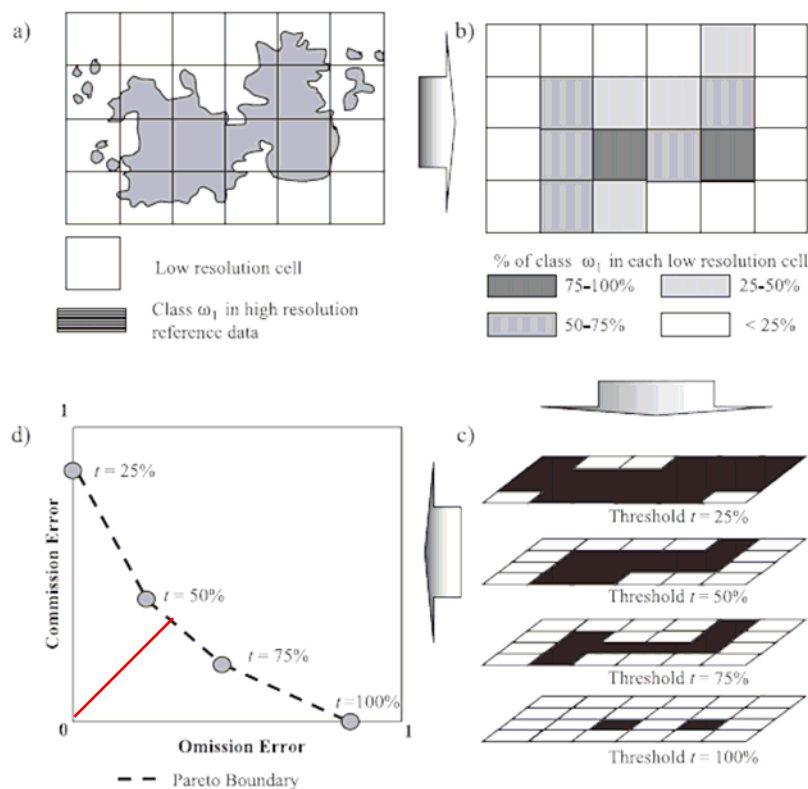 a)
Low resolution cell
Class ω₁ in high resolution
reference data
b)
% of class ω₁ in each low resolution cell
75-100%
25-50%
50-75%
< 25%
c)
Threshold t = 25%
Threshold t = 50%
Threshold t = 75%
Threshold t = 100%
d)
1
Commission Error
t = 25%
t = 50%
t = 75%
t =100%
0
1
Omission Error
Pareto Boundary